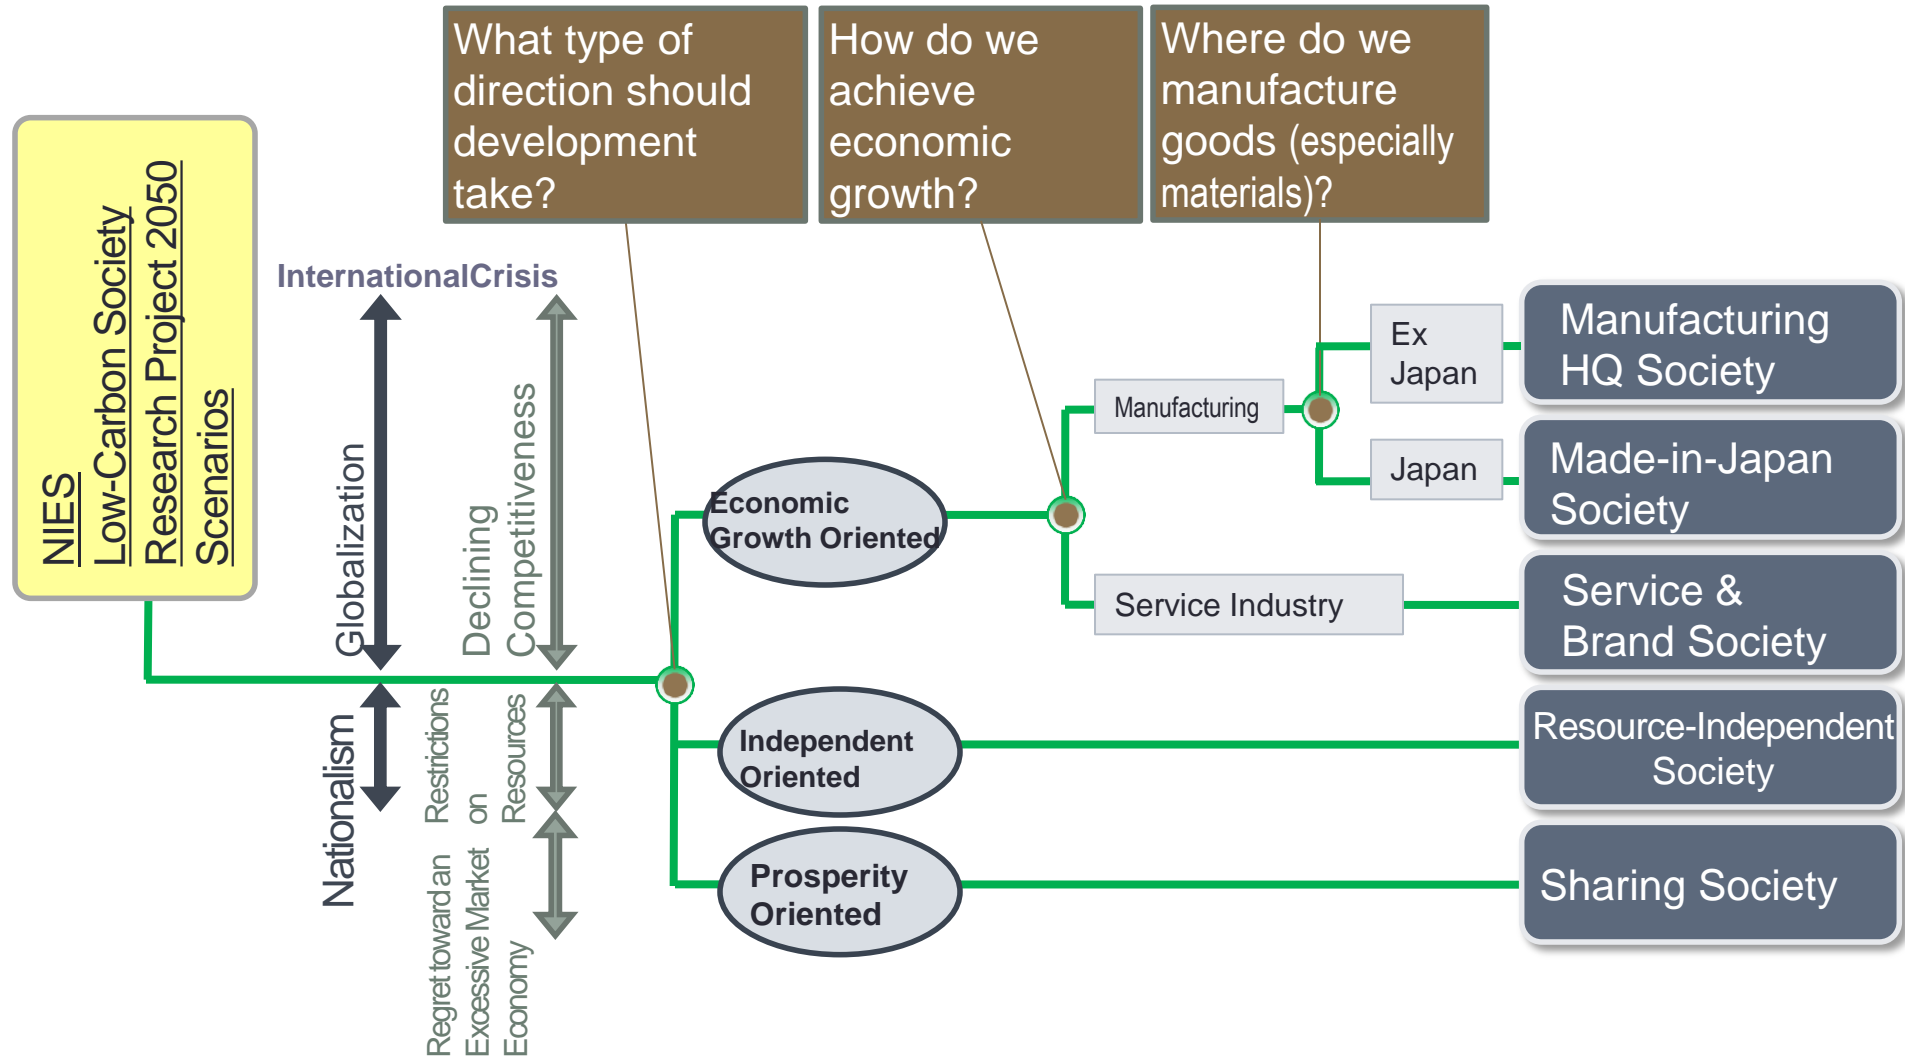 What type of
direction should
development
take?
How do we
achieve
economic
growth?
Where do we
manufacture
goods (especially
materials)?
NIES
Low-Carbon Society
Research Project 2050
Scenarios
InternationalCrisis
Globalization
Declining
Competitiveness
Nationalism
Restrictions
on
Resources
Regret toward an
Excessive Market
Economy
Economic
Growth Oriented
Independent
Oriented
Prosperity
Oriented
Manufacturing
Service Industry
Ex
Japan
Japan
Manufacturing
HQ Society
Made-in-Japan
Society
Service &
Brand Society
Resource-Independent
Society
Sharing Society